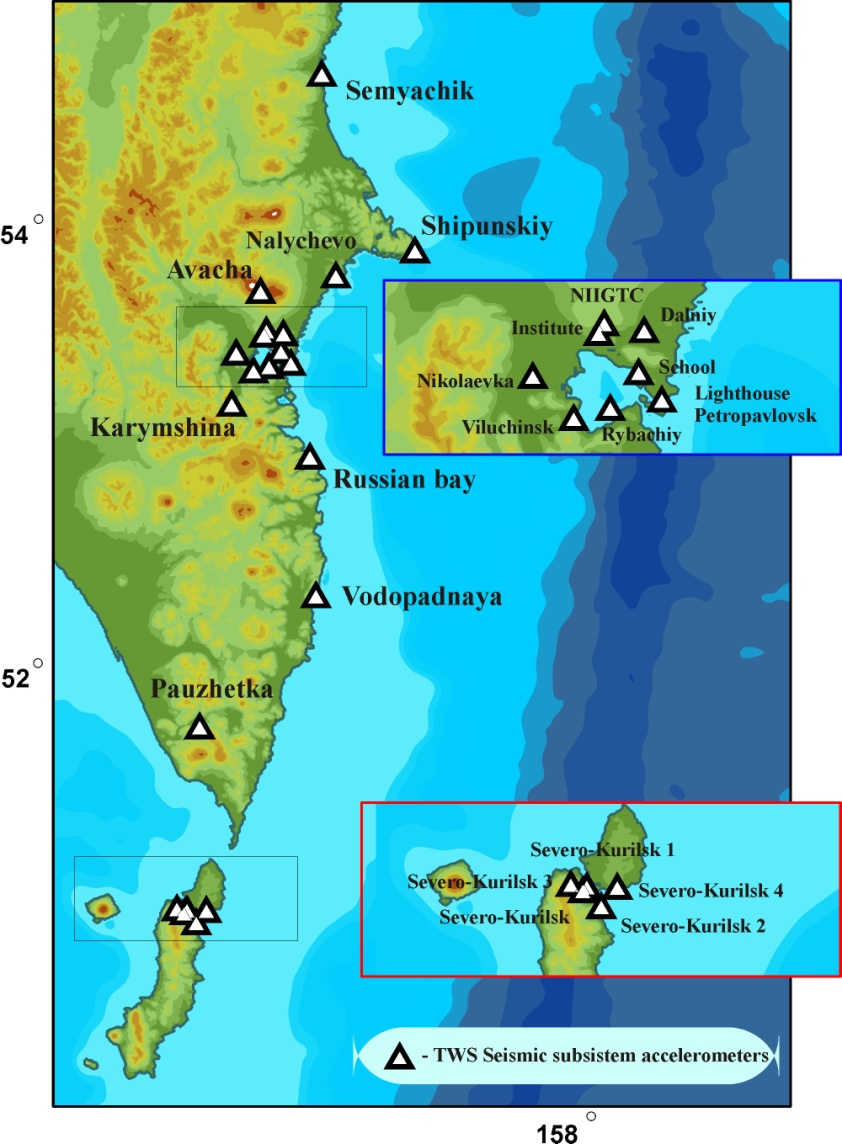 Semyachik
54°
Shipunskiy
Nalychevo
Avacha
NIIGTC
Institute
Dalniy
Nikolaevka
School
Lighthouse
Petropavlovsk
Viluchinsk
Rybachiy
Karymshina
Russian bay
Vodopadnaya
52°
Pauzhetka
Severo-Kurilsk 1
Severo-Kurilsk 3
Severo-Kurilsk 4
Severo-Kurilsk
Severo-Kurilsk 2
- TWS Seismic subsistem accelerometers
158°